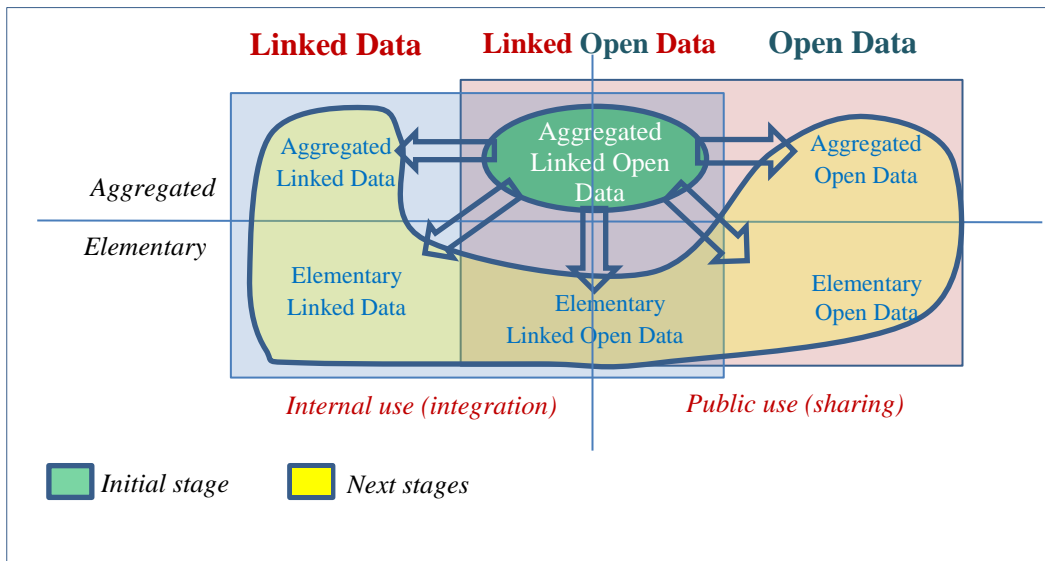 Linked Data
Linked Open Data
Open Data
Aggregated
Linked Open
Data
Aggregated
Linked Data
Aggregated
Open Data
Aggregated
Elementary
Elementary
Linked Data
Elementary
Linked Open Data
Elementary
Open Data
Internal use (integration)
Public use (sharing)
Initial stage
Next stages